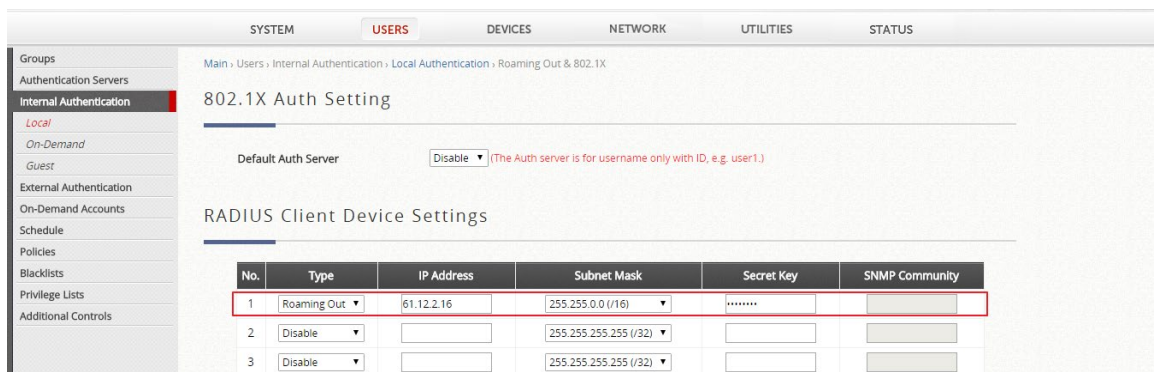 SYSTEM USERS DEVICES NETWORK UTILITIES STATUS
Groups
Authentication Servers
Internal Authentication
Local
On-Demand
Guest
External Authentication
On-Demand Accounts
Schedule
Policies
Blacklists
Privilege Lists
Additional Controls
Main › Users › Internal Authentication › Local Authentication › Roaming Out & 802.1X
802.1X Auth Setting
Default Auth Server Disable (The Auth server is for username only with ID, e.g. user1.)
RADIUS Client Device Settings
No. Type IP Address Subnet Mask Secret Key SNMP Community
1 Roaming Out 61.12.2.16 255.255.0.0 (/16) ••••••••
2 Disable 255.255.255.255 (/32)
3 Disable 255.255.255.255 (/32)